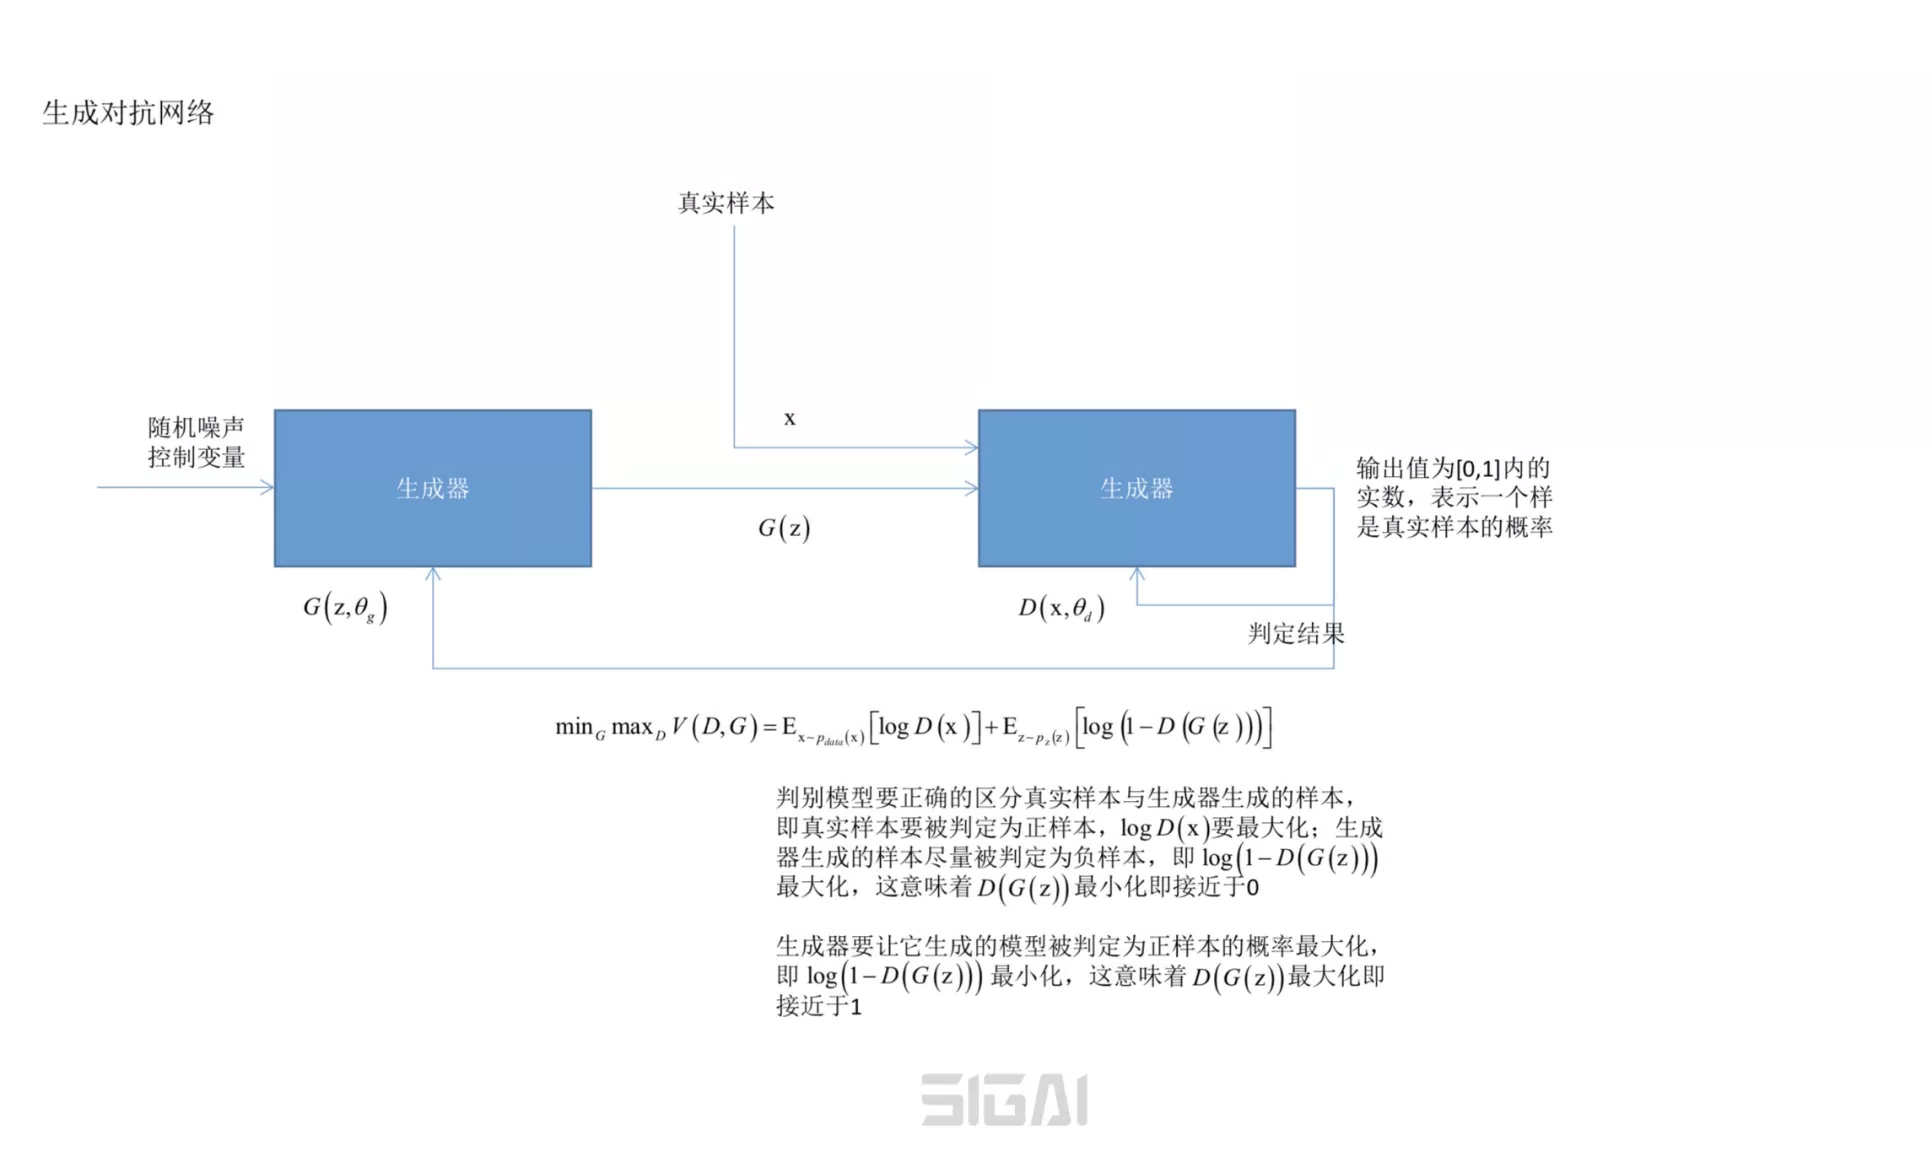 生成对抗网络
真实样本
随机噪声
控制变量
x
生成器
生成器
G(z)
输出值为[0,1]内的
实数，表示一个样
是真实样本的概率
G(z,θ_g)
D(x,θ_d)
判定结果
min_G max_D V(D,G)=E_{x~p_data(x)}[log D(x)]+E_{z~p_z(z)}[log(1-D(G(z)))]
判别模型要正确的区分真实样本与生成器生成的样本，
即真实样本要被判定为正样本，log D(x)要最大化；生成
器生成的样本尽量被判定为负样本，即 log(1-D(G(z)))
最大化，这意味着 D(G(z)) 最小化即接近于0
生成器要让它生成的模型被判定为正样本的概率最大化，
即 log(1-D(G(z))) 最小化，这意味着 D(G(z)) 最大化即
接近于1
SIGAI